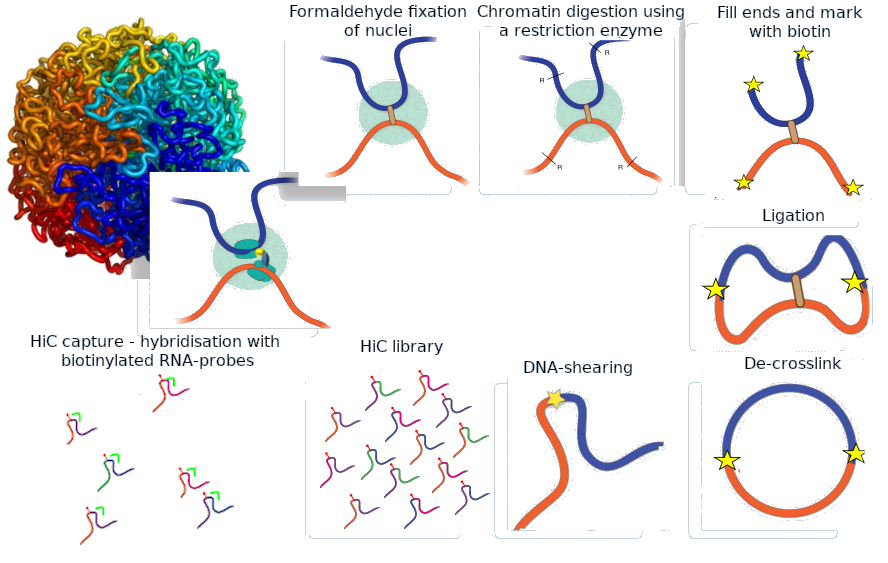 Formaldehyde fixation
of nuclei
Chromatin digestion using
a restriction enzyme
R
R
R
R
Fill ends and mark
with biotin
Ligation
De-crosslink
DNA-shearing
HiC library
HiC capture - hybridisation with
biotinylated RNA-probes